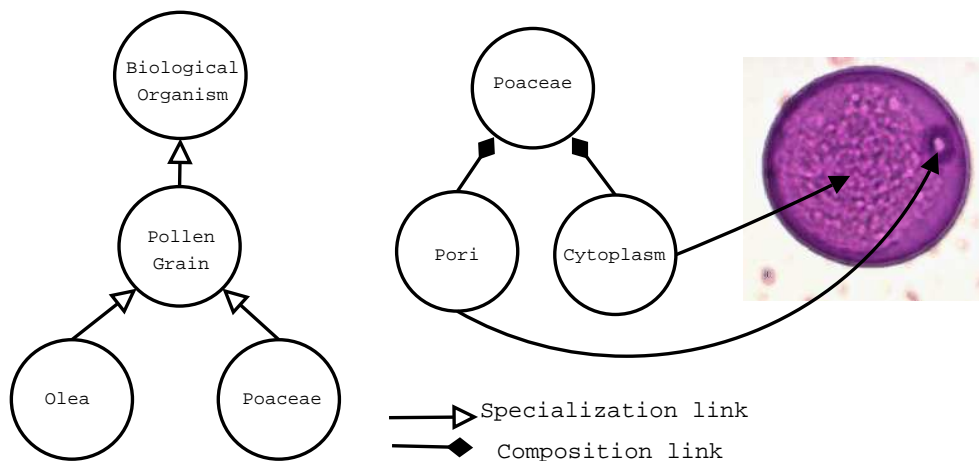 Biological
Organism
Pollen
Grain
Olea
Poaceae
Poaceae
Pori
Cytoplasm
Specialization link
Composition link